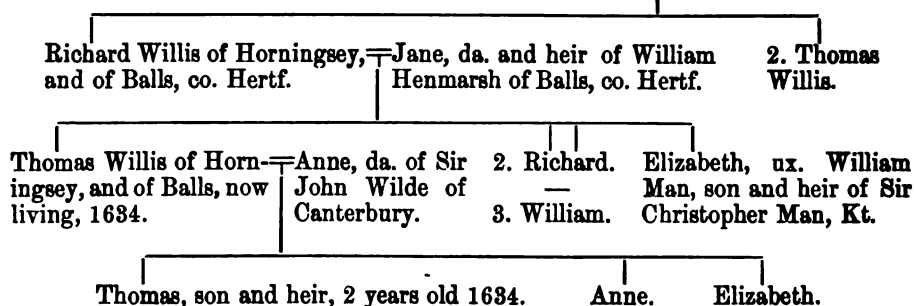 Richard Willis of Horningsey,
and of Balls, co. Hertf.
Jane, da. and heir of William
Henmarsh of Balls, co. Hertf.
2. Thomas
Willis.
Thomas Willis of Horn-
ingsey, and of Balls, now
living, 1634.
Anne, da. of Sir
John Wilde of
Canterbury.
2. Richard.
—
3. William.
Elizabeth, ux. William
Man, son and heir of Sir
Christopher Man, Kt.
Thomas, son and heir, 2 years old 1634.
Anne.
Elizabeth.